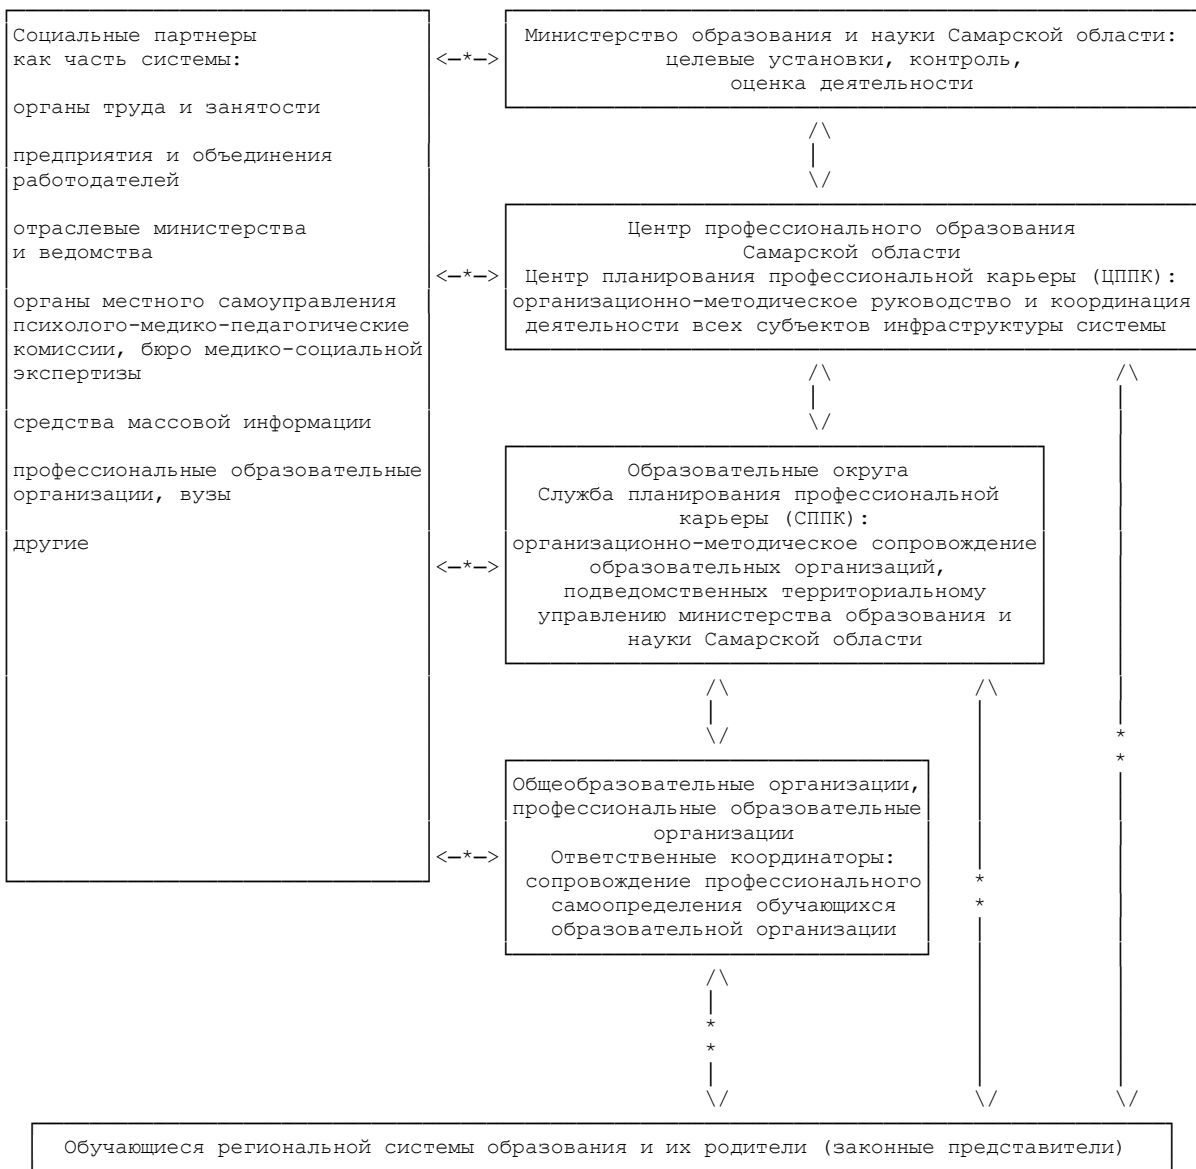 Социальные партнеры
как часть системы:
органы труда и занятости
предприятия и объединения
работодателей
отраслевые министерства
и ведомства
органы местного самоуправления
психолого-медико-педагогические
комиссии, бюро медико-социальной
экспертизы
средства массовой информации
профессиональные образовательные
организации, вузы
другие
<-*->
Министерство образования и науки Самарской области:
целевые установки, контроль,
оценка деятельности
<-*->
Центр профессионального образования
Самарской области
Центр планирования профессиональной карьеры (ЦППК):
организационно-методическое руководство и координация
деятельности всех субъектов инфраструктуры системы
<-*->
Образовательные округа
Служба планирования профессиональной
карьеры (СППК):
организационно-методическое сопровождение
образовательных организаций,
подведомственных территориальному
управлению министерства образования и
науки Самарской области
<-*->
Общеобразовательные организации,
профессиональные образовательные
организации
Ответственные координаторы:
сопровождение профессионального
самоопределения обучающихся
образовательной организации
Обучающиеся региональной системы образования и их родители (законные представители)